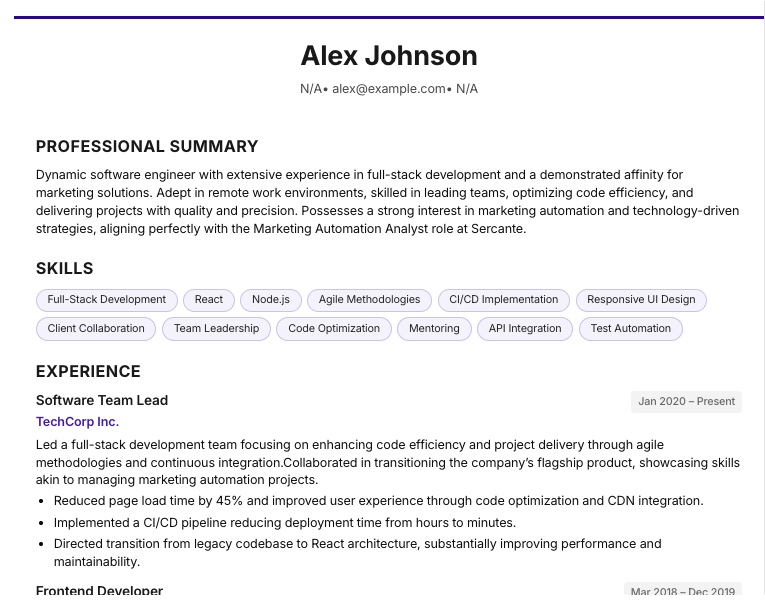 Alex Johnson
N/A• alex@example.com• N/A
PROFESSIONAL SUMMARY
Dynamic software engineer with extensive experience in full-stack development and a demonstrated affinity for
marketing solutions. Adept in remote work environments, skilled in leading teams, optimizing code efficiency, and
delivering projects with quality and precision. Possesses a strong interest in marketing automation and technology-driven
strategies, aligning perfectly with the Marketing Automation Analyst role at Sercante.
SKILLS
Full-Stack Development React Node.js Agile Methodologies CI/CD Implementation Responsive UI Design
Client Collaboration Team Leadership Code Optimization Mentoring API Integration Test Automation
EXPERIENCE
Software Team Lead Jan 2020 – Present
TechCorp Inc.
Led a full-stack development team focusing on enhancing code efficiency and project delivery through agile
methodologies and continuous integration.Collaborated in transitioning the company’s flagship product, showcasing skills
akin to managing marketing automation projects.
• Reduced page load time by 45% and improved user experience through code optimization and CDN integration.
• Implemented a CI/CD pipeline reducing deployment time from hours to minutes.
• Directed transition from legacy codebase to React architecture, substantially improving performance and
maintainability.
Frontend Developer Mar 2018 – Dec 2019